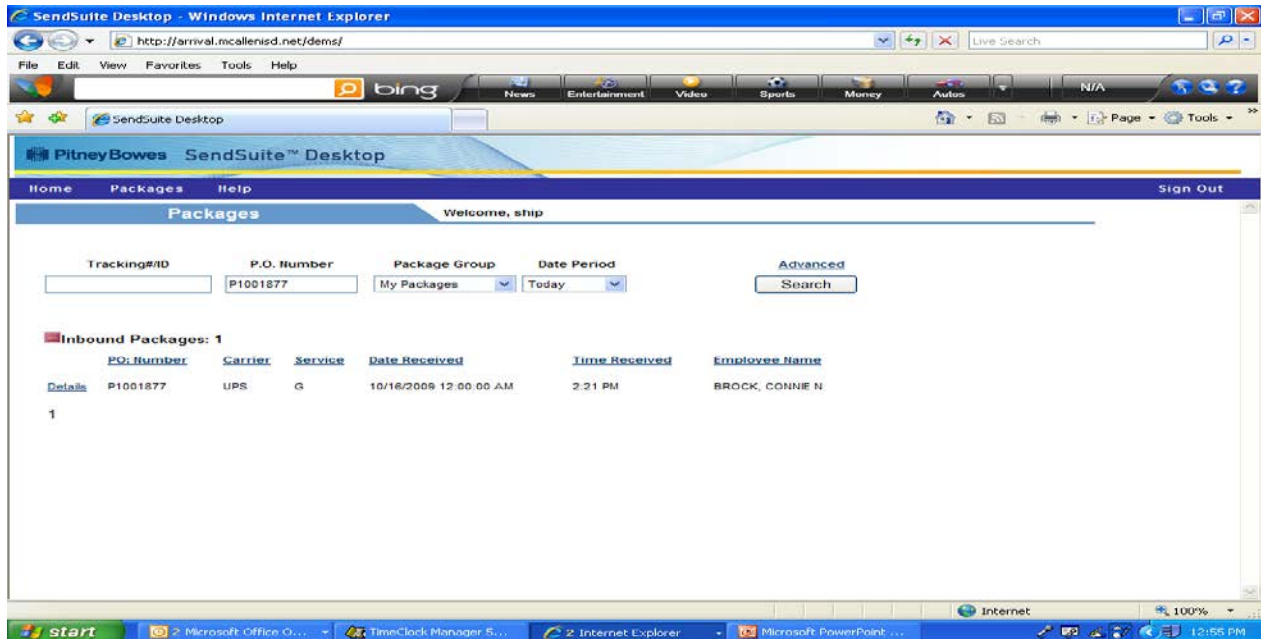 SendSuite Desktop - Windows Internet Explorer
http://arrival.mcallenisd.net/dems/
Live Search
File Edit View Favorites Tools Help
bing News Entertainment Video Sports Money Autos N/A
SendSuite Desktop
Page Tools
PitneyBowes SendSuite™ Desktop
Home Packages Help Sign Out
Packages Welcome, ship
Tracking#/ID P.O. Number Package Group Date Period Advanced
P1001877 My Packages Today Search
Inbound Packages: 1
PO: Number Carrier Service Date Received Time Received Employee Name
Details P1001877 UPS G 10/16/2009 12:00:00 AM 2:21 PM BROCK, CONNIE N
1
Internet 100%
start 2 Microsoft Office O... TimeClock Manager S... 2 Internet Explorer Microsoft PowerPoint ... 12:55 PM